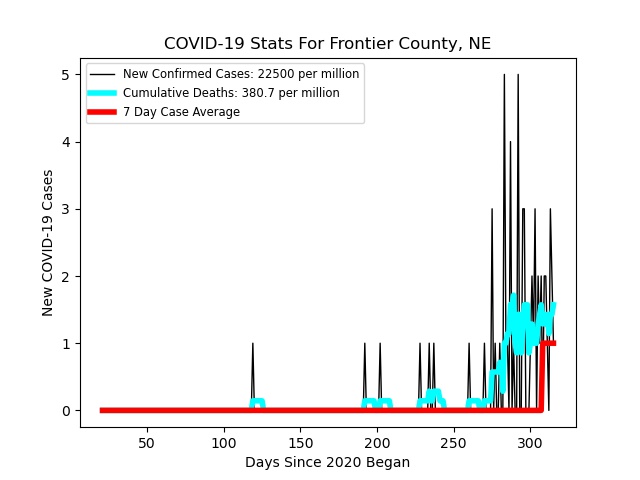 COVID-19 Stats For Frontier County, NE
New Confirmed Cases: 22500 per million
Cumulative Deaths: 380.7 per million
7 Day Case Average
New COVID-19 Cases
5
4
3
2
1
0
50 100 150 200 250 300
Days Since 2020 Began